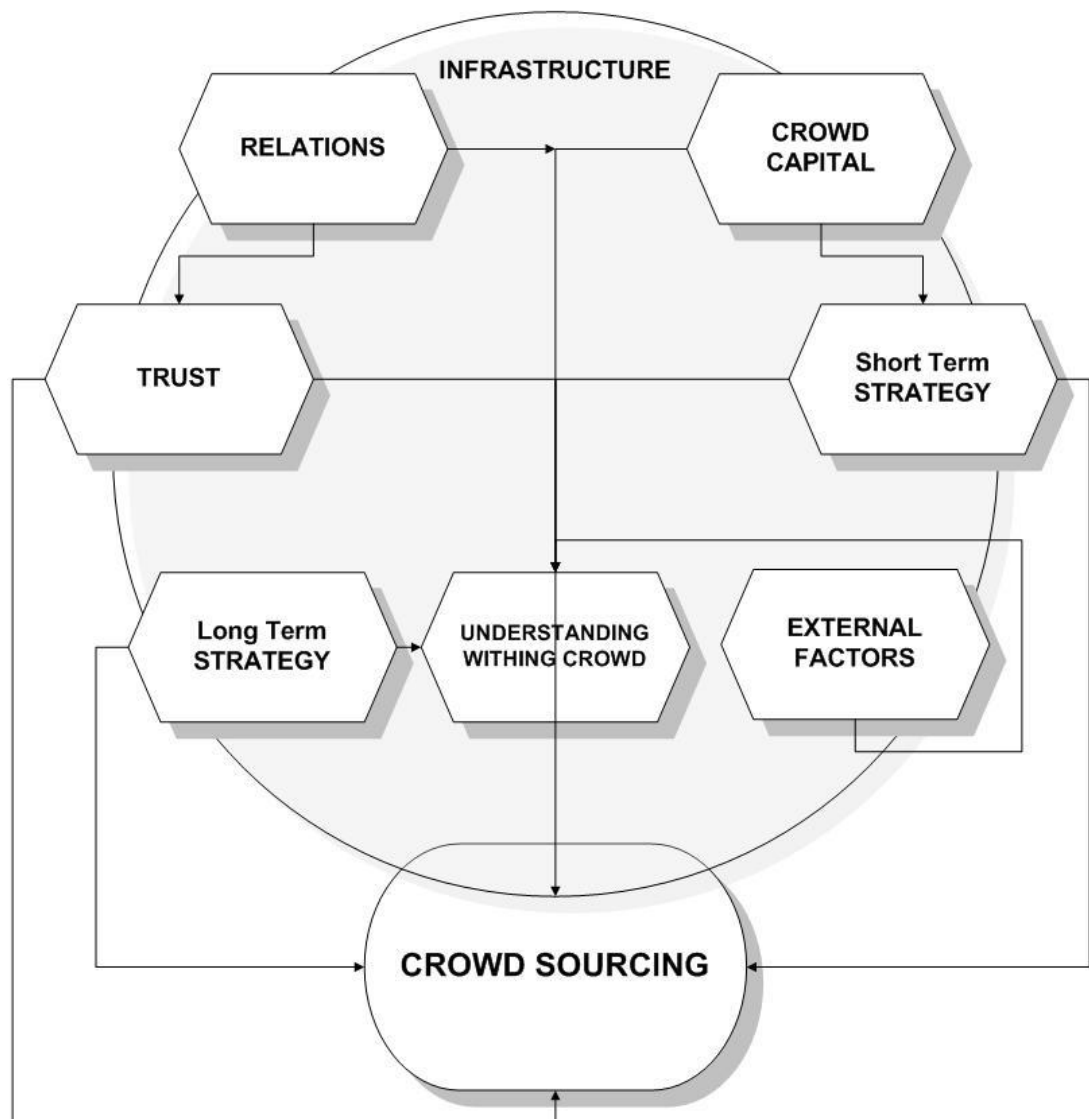 INFRASTRUCTURE
RELATIONS
CROWD
CAPITAL
TRUST
Short Term
STRATEGY
Long Term
STRATEGY
UNDERSTANDING
WITHING CROWD
EXTERNAL
FACTORS
CROWD SOURCING